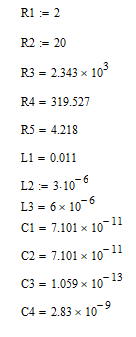 R1 := 2
R2 := 20
R3 = 2.343 × 10³
R4 = 319.527
R5 = 4.218
L1 = 0.011
L2 := 3·10⁻⁶
L3 = 6 × 10⁻⁶
C1 = 7.101 × 10⁻¹¹
C2 = 7.101 × 10⁻¹¹
C3 = 1.059 × 10⁻¹³
C4 = 2.83 × 10⁻⁹